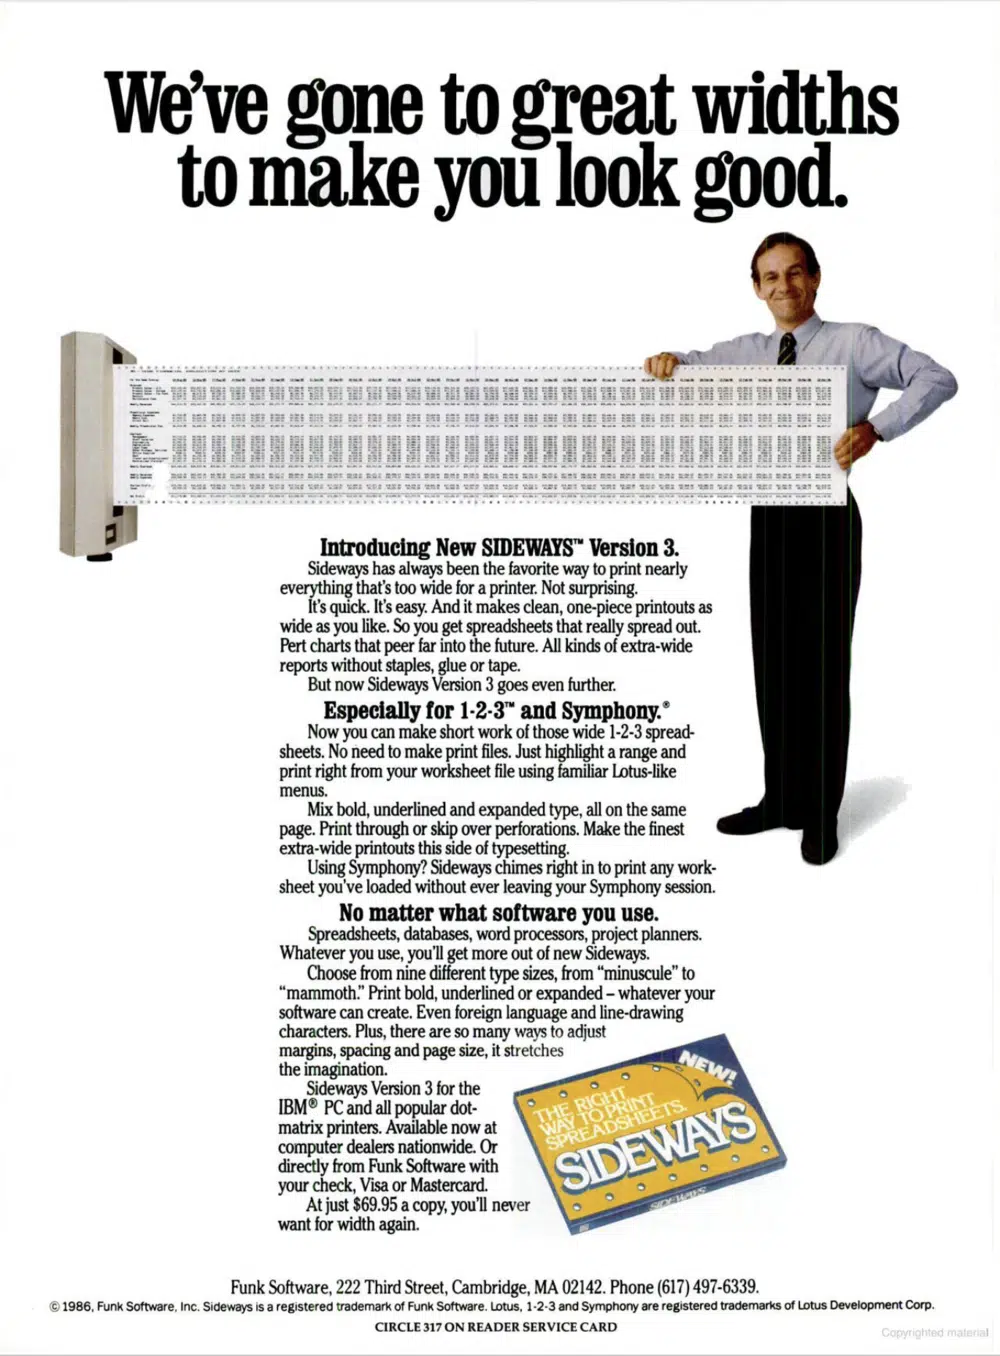 We've gone to great widths
to make you look good.
Introducing New SIDEWAYS™ Version 3.
Sideways has always been the favorite way to print nearly
everything that's too wide for a printer. Not surprising.
It's quick. It's easy. And it makes clean, one-piece printouts as
wide as you like. So you get spreadsheets that really spread out.
Pert charts that peer far into the future. All kinds of extra-wide
reports without staples, glue or tape.
But now Sideways Version 3 goes even further.
Especially for 1-2-3™ and Symphony.®
Now you can make short work of those wide 1-2-3 spread-
sheets. No need to make print files. Just highlight a range and
print right from your worksheet file using familiar Lotus-like
menus.
Mix bold, underlined and expanded type, all on the same
page. Print through or skip over perforations. Make the finest
extra-wide printouts this side of typesetting.
Using Symphony? Sideways chimes right in to print any work-
sheet you've loaded without ever leaving your Symphony session.
No matter what software you use.
Spreadsheets, databases, word processors, project planners.
Whatever you use, you'll get more out of new Sideways.
Choose from nine different type sizes, from “minuscule” to
“mammoth.” Print bold, underlined or expanded – whatever your
software can create. Even foreign language and line-drawing
characters. Plus, there are so many ways to adjust
margins, spacing and page size, it stretches
the imagination.
Sideways Version 3 for the
IBM® PC and all popular dot-
matrix printers. Available now at
computer dealers nationwide. Or
directly from Funk Software with
your check, Visa or Mastercard.
At just $69.95 a copy, you'll never
want for width again.
NEW!
THE RIGHT
WAY TO PRINT
SPREADSHEETS.
SIDEWAYS
SIDEWAYS
Funk Software, 222 Third Street, Cambridge, MA 02142. Phone (617) 497-6339.
© 1986, Funk Software, Inc. Sideways is a registered trademark of Funk Software. Lotus, 1-2-3 and Symphony are registered trademarks of Lotus Development Corp.
CIRCLE 317 ON READER SERVICE CARD
Copyrighted material